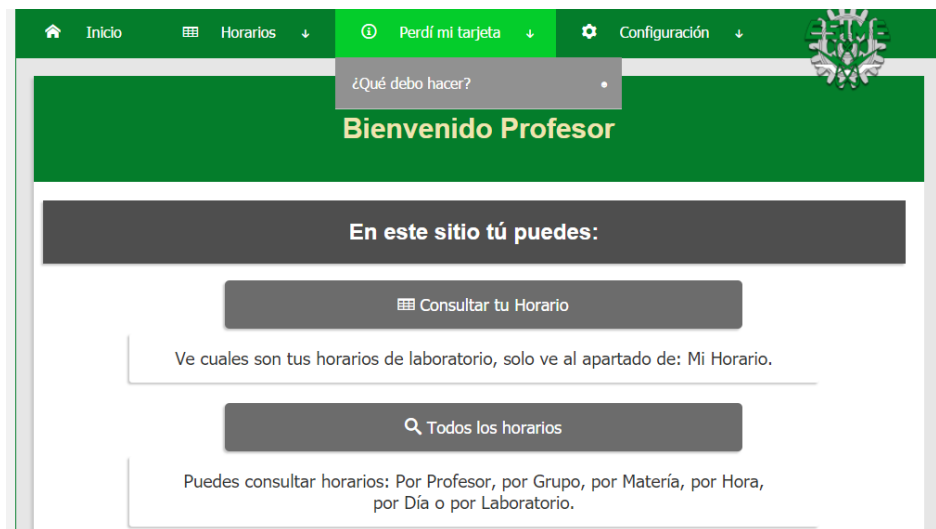 Inicio Horarios Perdí mi tarjeta Configuración
¿Qué debo hacer?
Bienvenido Profesor
En este sitio tú puedes:
Consultar tu Horario
Ve cuales son tus horarios de laboratorio, solo ve al apartado de: Mi Horario.
Todos los horarios
Puedes consultar horarios: Por Profesor, por Grupo, por Matería, por Hora,
por Día o por Laboratorio.